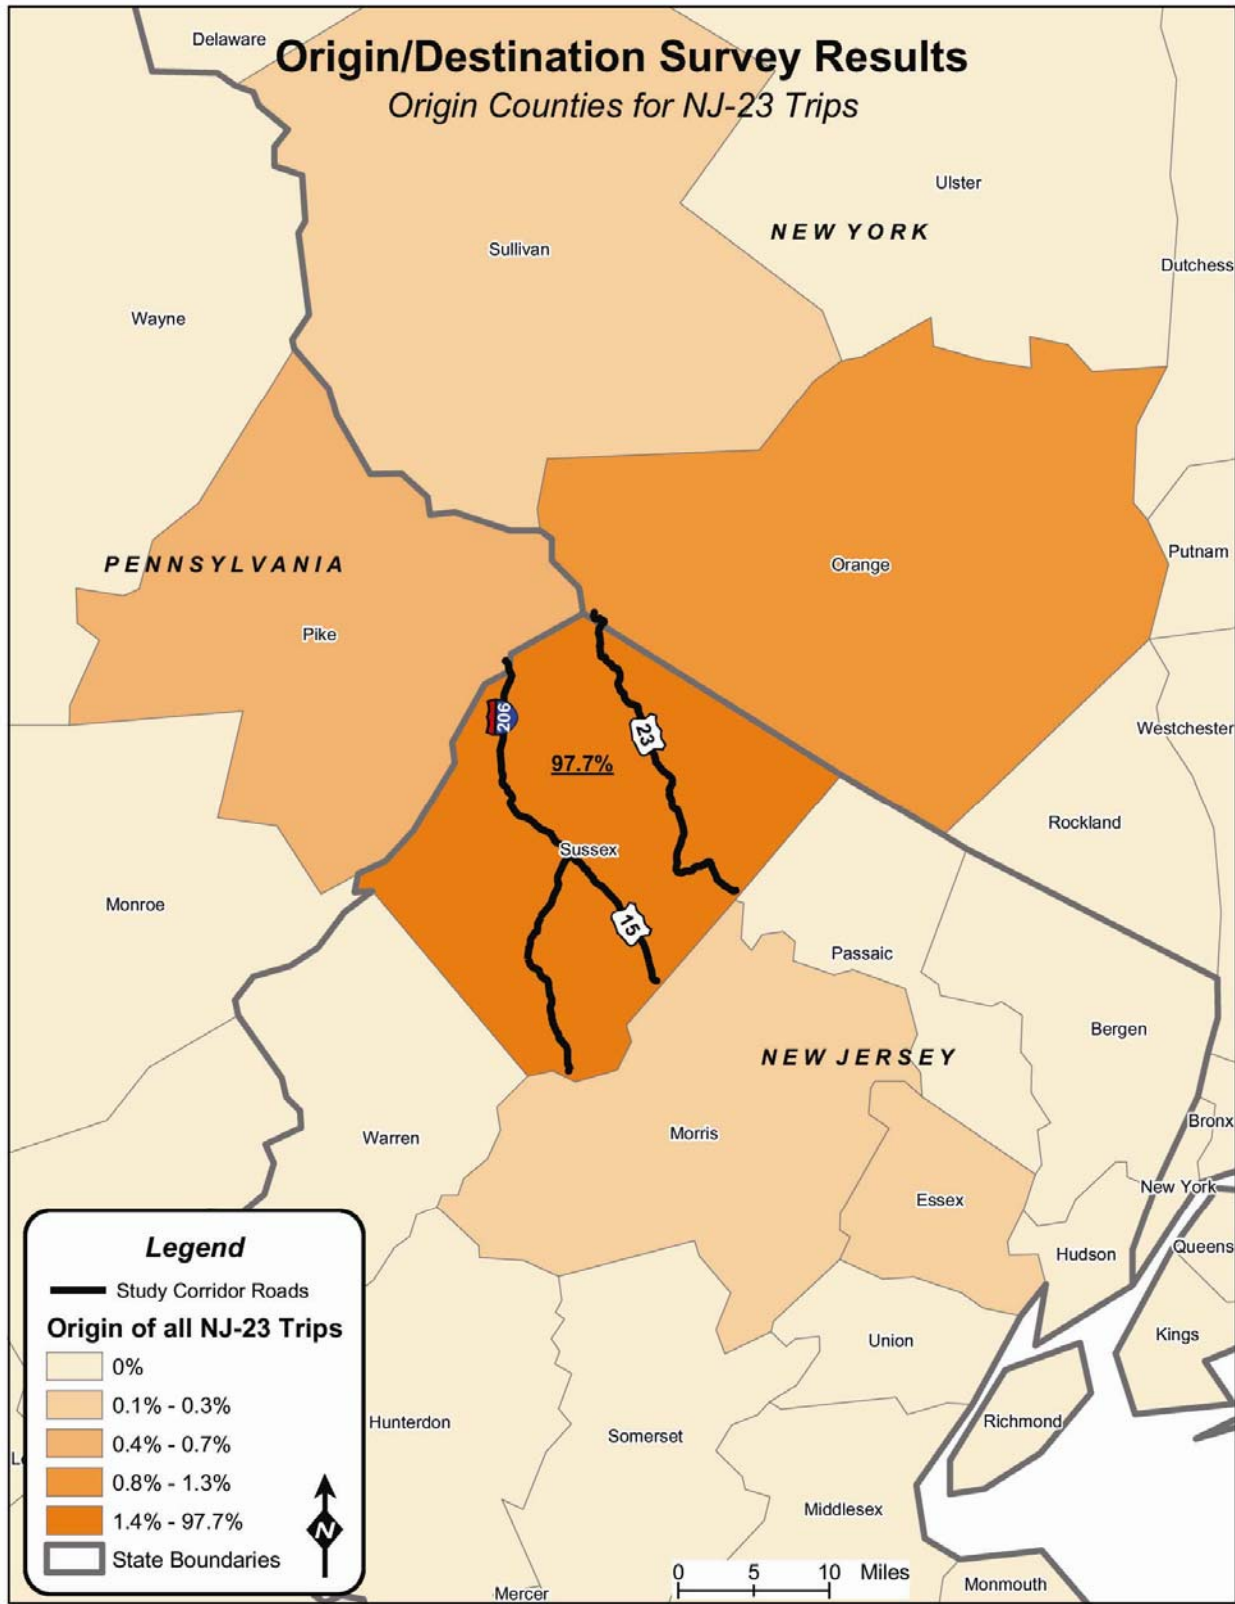 Delaware
Origin/Destination Survey Results
Origin Counties for NJ-23 Trips
Ulster
NEW YORK
Sullivan
Dutchess
Wayne
PENNSYLVANIA
Orange
Putnam
Pike
206
23
Westchester
97.7%
Rockland
Sussex
Monroe
15
Passaic
Bergen
NEW JERSEY
Warren
Morris
Bronx
Essex
New York
Hudson
Queens
Kings
Union
Hunterdon
Somerset
Richmond
Middlesex
Mercer
Monmouth
Legend
Study Corridor Roads
Origin of all NJ-23 Trips
0%
0.1% - 0.3%
0.4% - 0.7%
0.8% - 1.3%
1.4% - 97.7%
State Boundaries
N
0 5 10 Miles